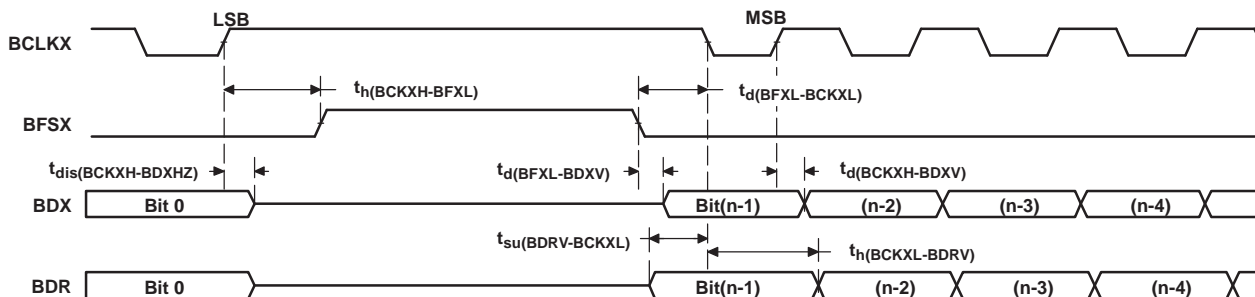 LSB MSB
BCLKX
th(BCKXH-BFXL) td(BFXL-BCKXL)
BFSX
tdis(BCKXH-BDXHZ) td(BFXL-BDXV) td(BCKXH-BDXV)
BDX Bit 0 Bit(n-1) (n-2) (n-3) (n-4)
tsu(BDRV-BCKXL) th(BCKXL-BDRV)
BDR Bit 0 Bit(n-1) (n-2) (n-3) (n-4)